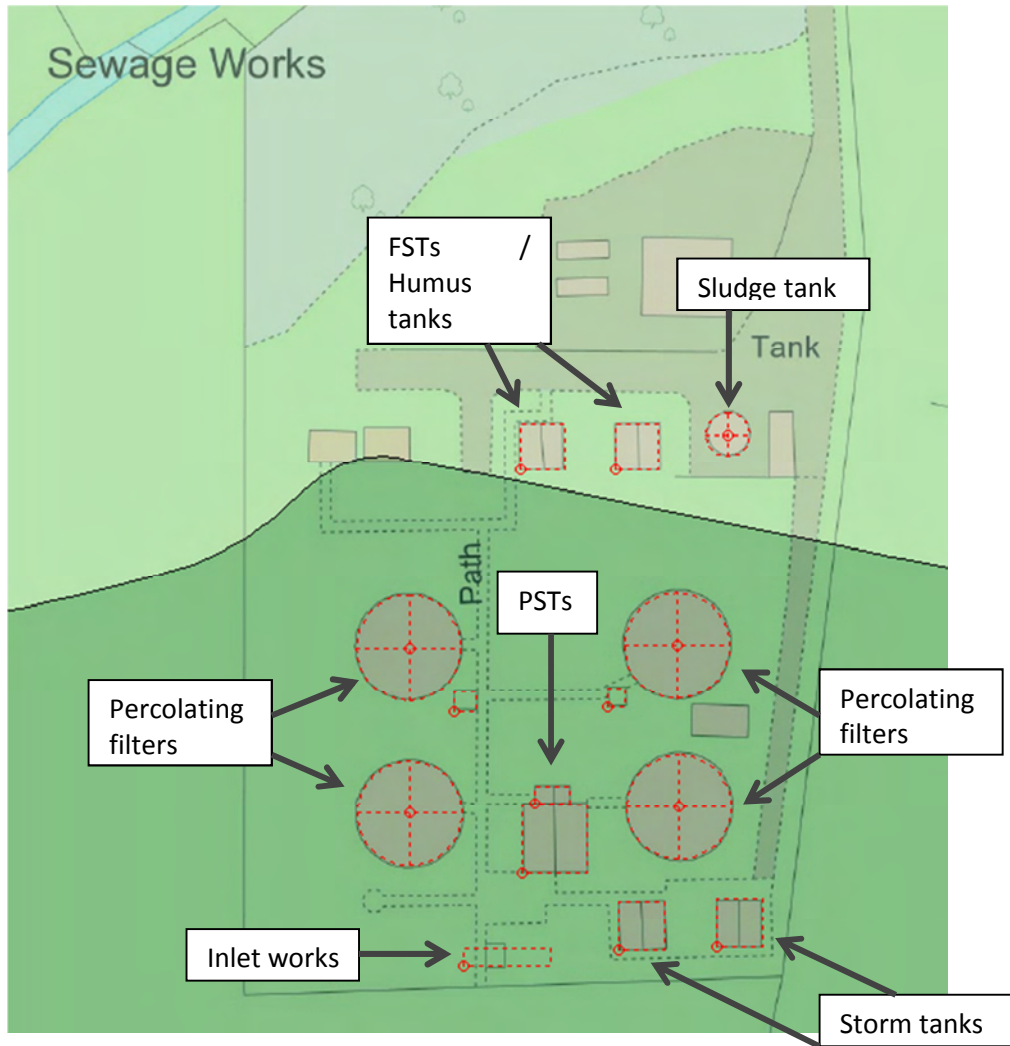 Sewage Works
FSTs /
Humus
tanks
Sludge tank
Tank
Path
PSTs
Percolating
filters
Percolating
filters
Inlet works
Storm tanks